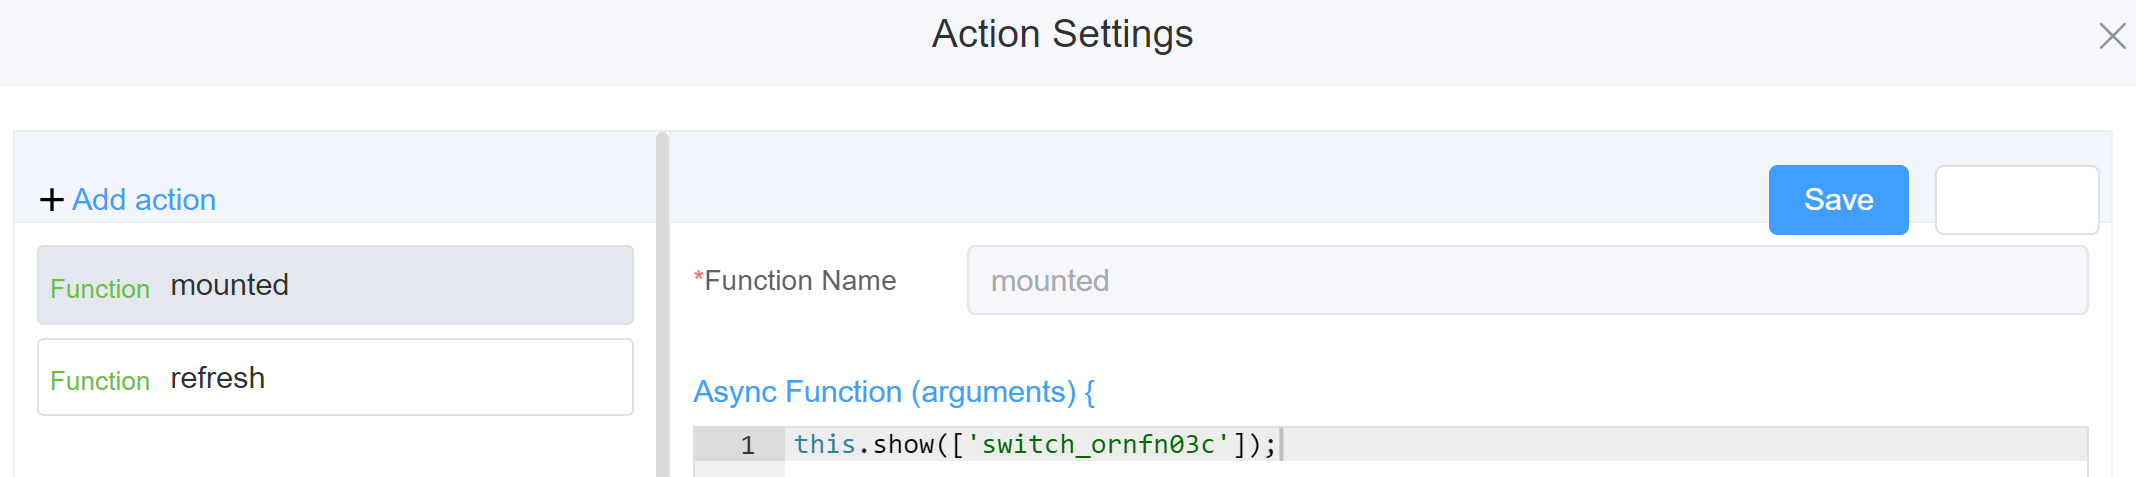 Action Settings
Add action
Save
Function mounted
*Function Name
mounted
Function refresh
Async Function (arguments) {
1 this.show(['switch_ornfn03c']);